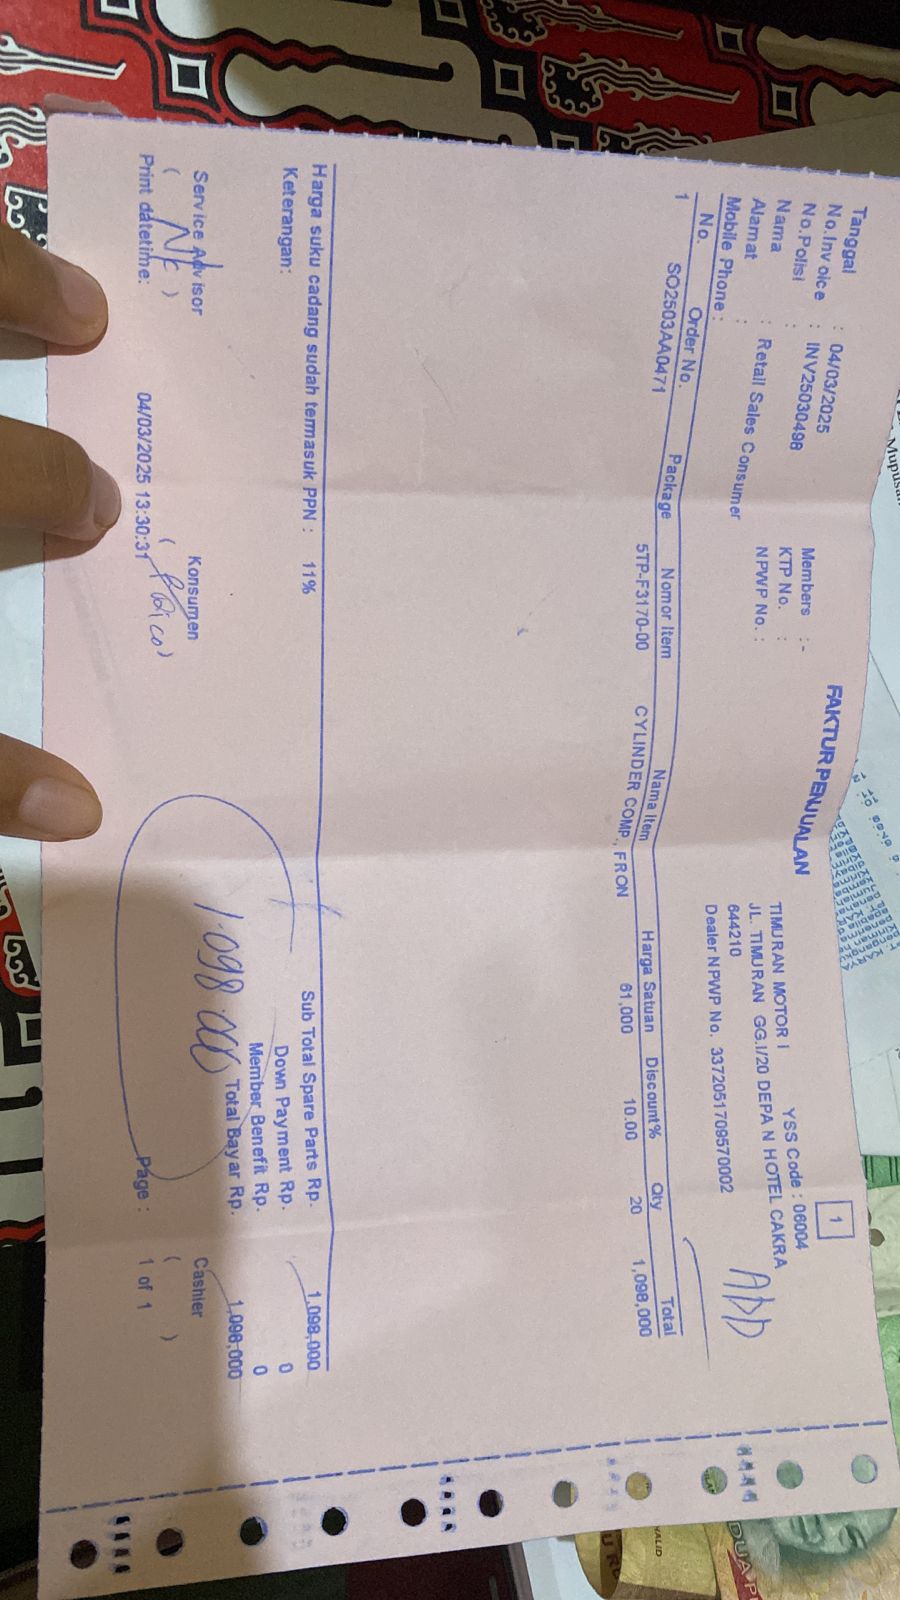 FAKTUR PENJUALAN
1
Tanggal : 04/03/2025
No.Invoice : INV25030498
No.Polisi :
Nama : Retail Sales Consumer
Alamat :
Mobile Phone :
Members : -
KTP No. :
NPWP No. :
YSS Code : 06004
TIMURAN MOTOR I
JL. TIMURAN GG.I/20 DEPA N HOTEL CAKRA
644210
Dealer NPWP No. 3372051709570002
ADD
No. Order No. Package Nomor Item Nama Item Harga Satuan Discount% Qty Total
1 SO2503AA0471 5TP-F3170-00 CYLINDER COMP., FRON 61,000 10.00 20 1,098,000
Harga suku cadang sudah termasuk PPN : 11%
Keterangan:
Sub Total Spare Parts Rp. 1,098,000
Down Payment Rp. 0
Member Benefit Rp. 0
Total Bayar Rp. 1,098,000
1.098.000
Service Advisor Konsumen Cashier
( ) ( ) ( )
Print datetime: 04/03/2025 13:30:31 Page : 1 of 1
Mupusan
DUA P
VALID